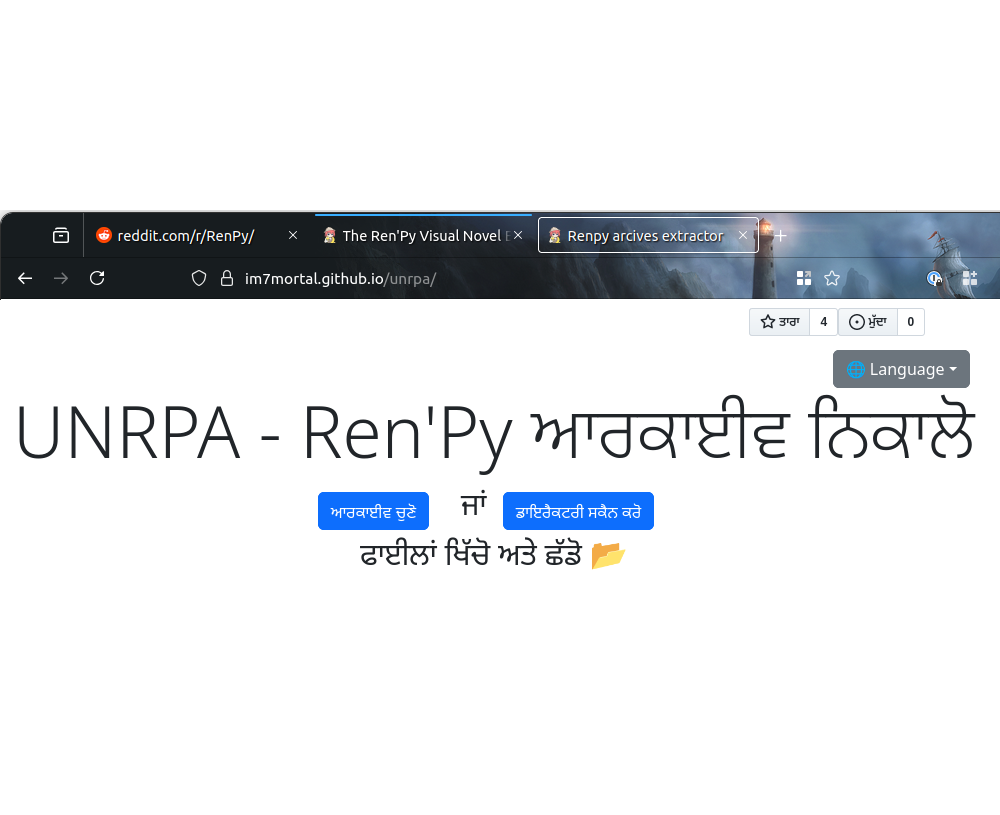 reddit.com/r/RenPy/
The Ren'Py Visual Novel E
Renpy arcives extractor
im7mortal.github.io/unrpa/
ਤਾਰਾ 4 ਮੁੱਦਾ 0
🌐 Language
UNRPA - Ren'Py ਆਰਕਾਈਵ ਨਿਕਾਲੋ
ਆਰਕਾਈਵ ਚੁਣੋ ਜਾਂ ਡਾਇਰੈਕਟਰੀ ਸਕੈਨ ਕਰੋ
ਫਾਈਲਾਂ ਖਿੱਚੋ ਅਤੇ ਛੱਡੋ 📂